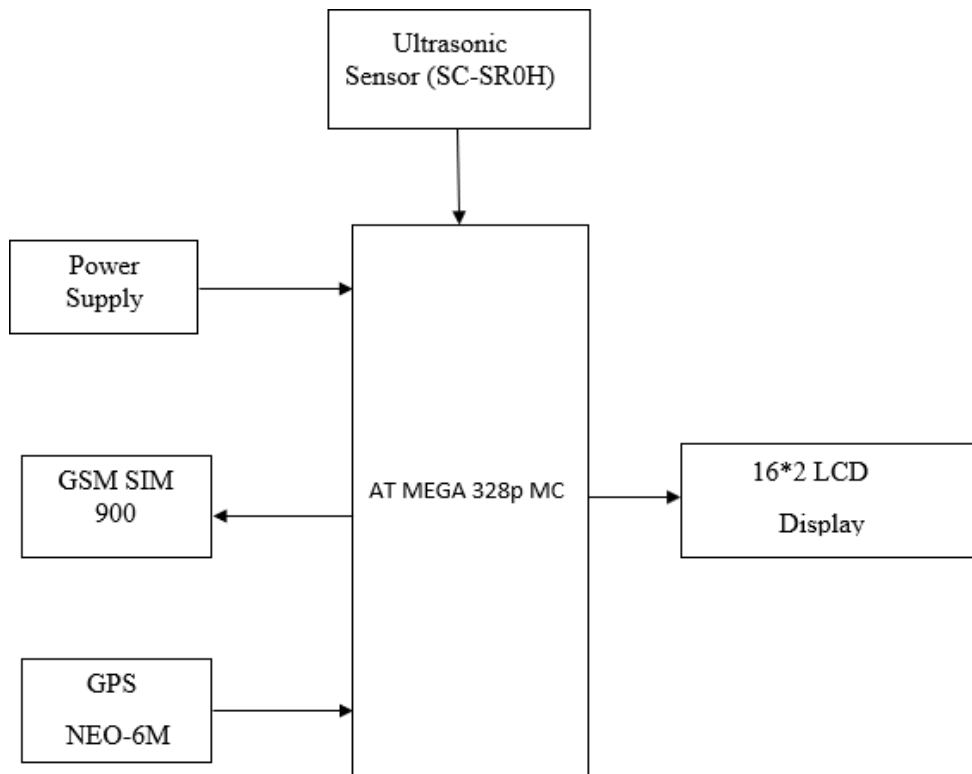 Ultrasonic
Sensor (SC-SR0H)
Power
Supply
GSM SIM
900
AT MEGA 328p MC
16*2 LCD
Display
GPS
NEO-6M